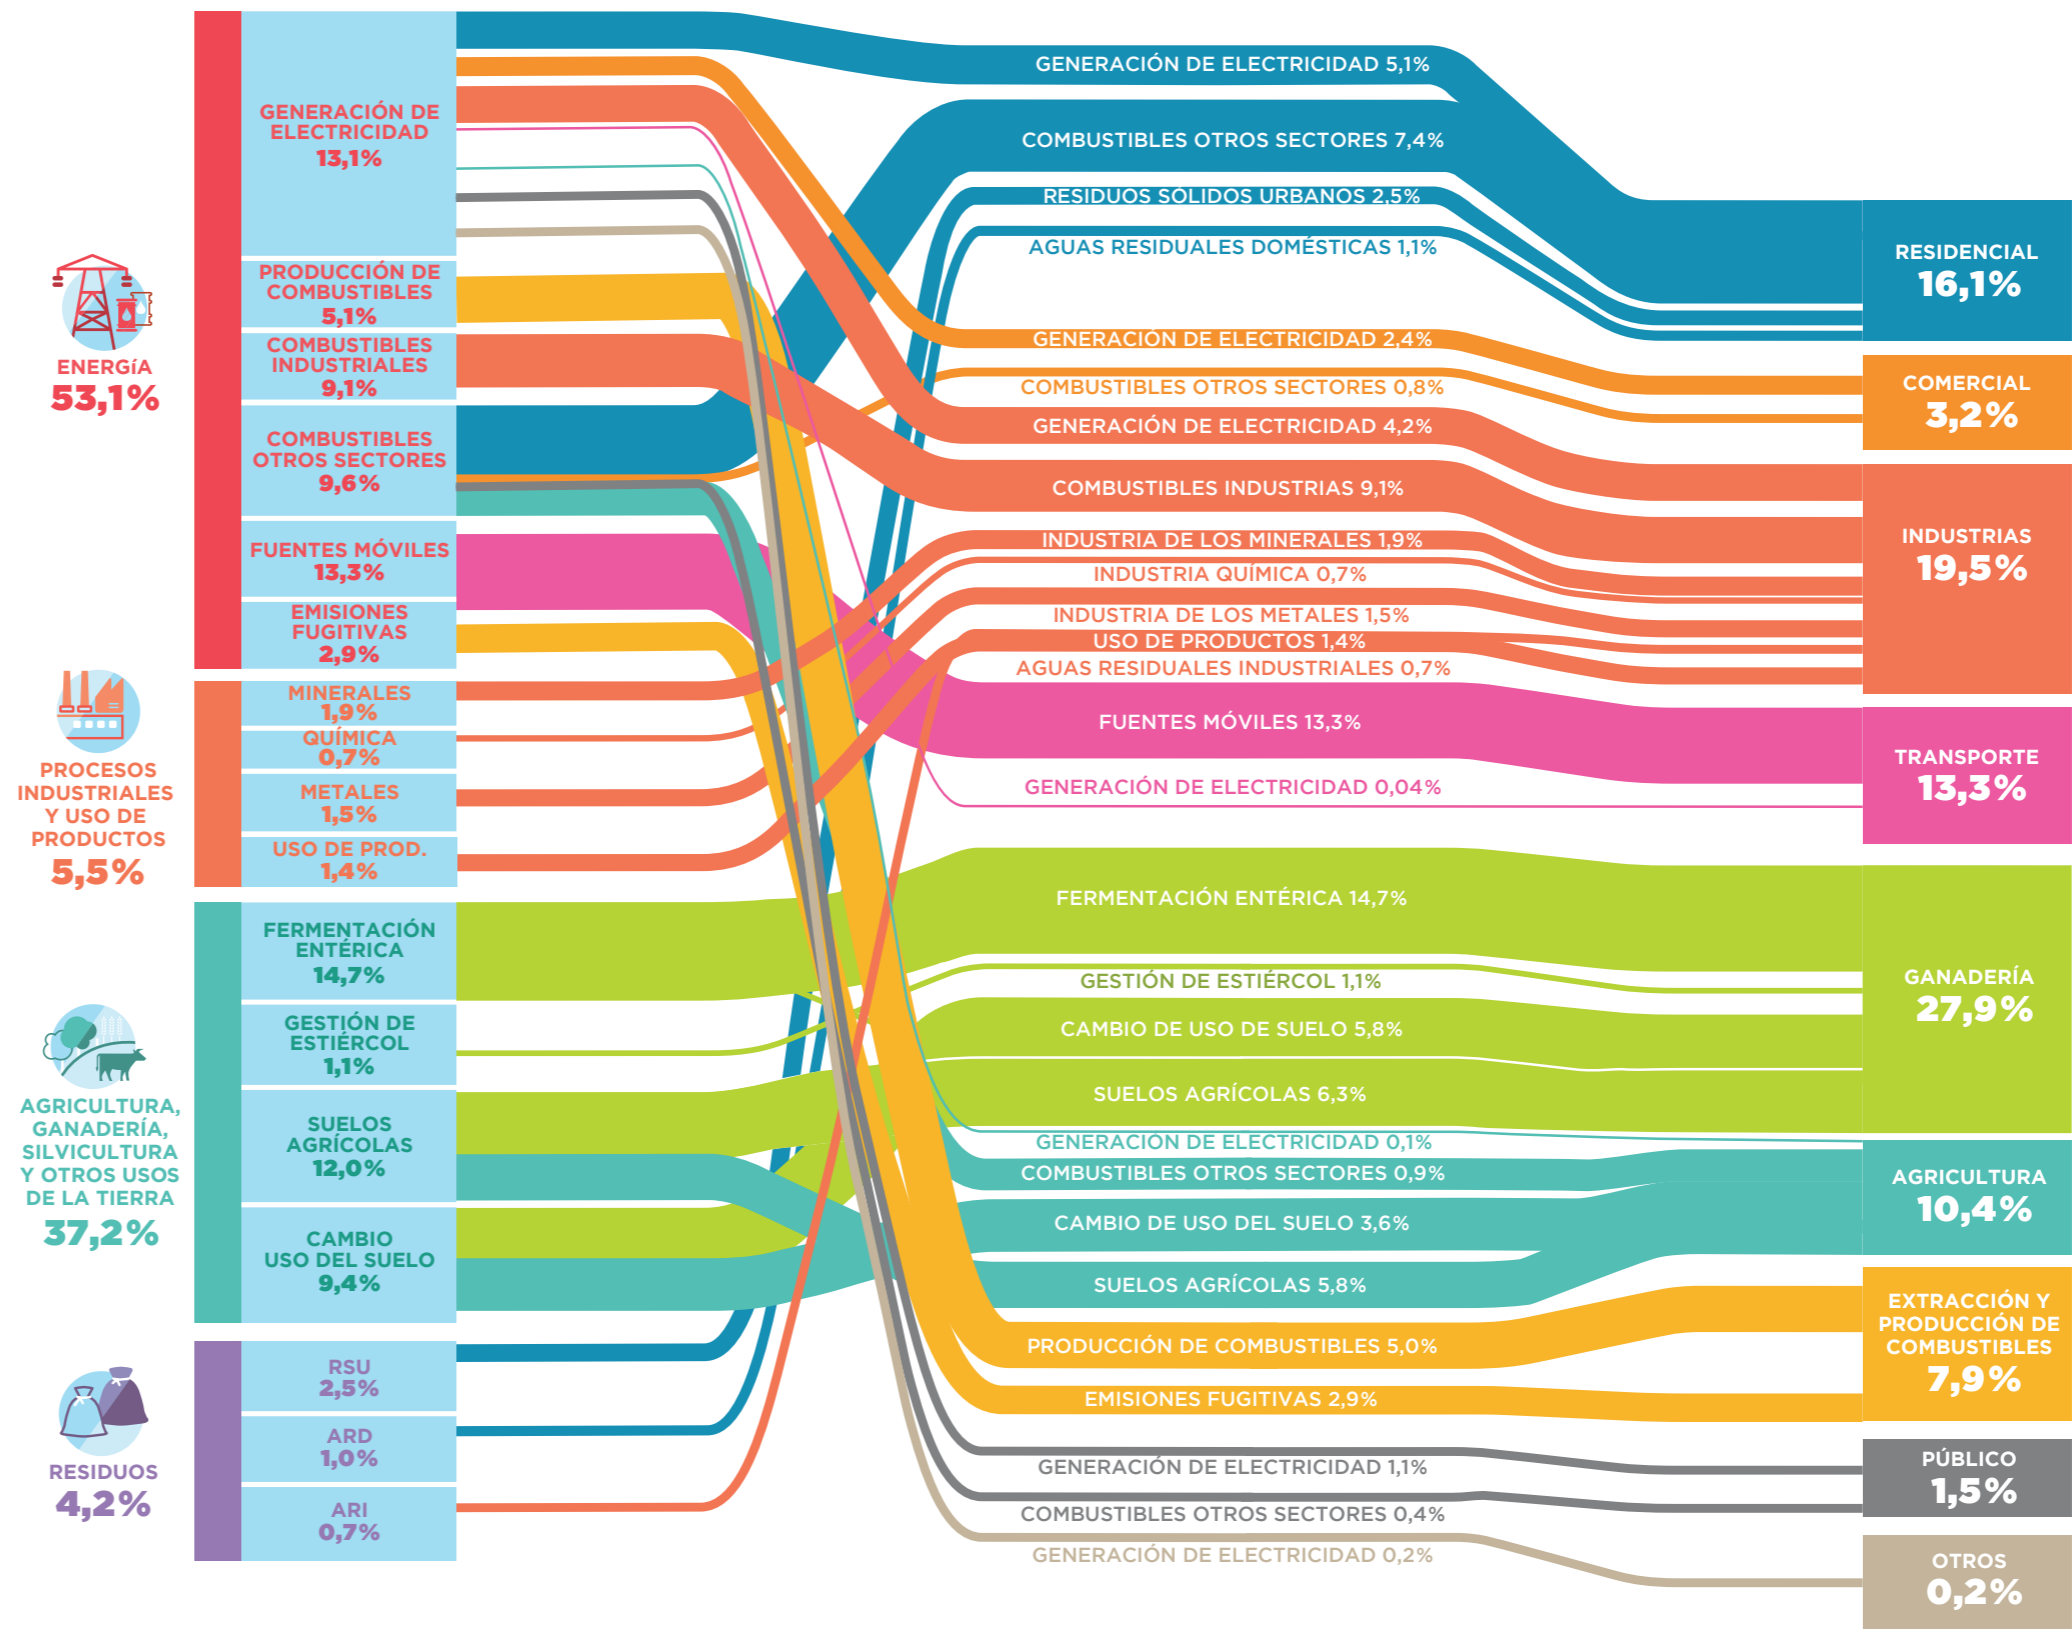 ENERGíA
53,1%
PROCESOS
INDUSTRIALES
Y USO DE
PRODUCTOS
5,5%
AGRICULTURA,
GANADERÍA,
SILVICULTURA
Y OTROS USOS
DE LA TIERRA
37,2%
RESIDUOS
4,2%
GENERACIÓN DE
ELECTRICIDAD
13,1%
PRODUCCIÓN DE
COMBUSTIBLES
5,1%
COMBUSTIBLES
INDUSTRIALES
9,1%
COMBUSTIBLES
OTROS SECTORES
9,6%
FUENTES MÓVILES
13,3%
EMISIONES
FUGITIVAS
2,9%
MINERALES
1,9%
QUÍMICA
0,7%
METALES
1,5%
USO DE PROD.
1,4%
FERMENTACIÓN
ENTÉRICA
14,7%
GESTIÓN DE
ESTIÉRCOL
1,1%
SUELOS
AGRÍCOLAS
12,0%
CAMBIO
USO DEL SUELO
9,4%
RSU
2,5%
ARD
1,0%
ARI
0,7%
GENERACIÓN DE ELECTRICIDAD 5,1%
COMBUSTIBLES OTROS SECTORES 7,4%
RESIDUOS SÓLIDOS URBANOS 2,5%
AGUAS RESIDUALES DOMÉSTICAS 1,1%
GENERACIÓN DE ELECTRICIDAD 2,4%
COMBUSTIBLES OTROS SECTORES 0,8%
GENERACIÓN DE ELECTRICIDAD 4,2%
COMBUSTIBLES INDUSTRIAS 9,1%
INDUSTRIA DE LOS MINERALES 1,9%
INDUSTRIA QUÍMICA 0,7%
INDUSTRIA DE LOS METALES 1,5%
USO DE PRODUCTOS 1,4%
AGUAS RESIDUALES INDUSTRIALES 0,7%
FUENTES MÓVILES 13,3%
GENERACIÓN DE ELECTRICIDAD 0,04%
FERMENTACIÓN ENTÉRICA 14,7%
GESTIÓN DE ESTIÉRCOL 1,1%
CAMBIO DE USO DE SUELO 5,8%
SUELOS AGRÍCOLAS 6,3%
GENERACIÓN DE ELECTRICIDAD 0,1%
COMBUSTIBLES OTROS SECTORES 0,9%
CAMBIO DE USO DEL SUELO 3,6%
SUELOS AGRÍCOLAS 5,8%
PRODUCCIÓN DE COMBUSTIBLES 5,0%
EMISIONES FUGITIVAS 2,9%
GENERACIÓN DE ELECTRICIDAD 1,1%
COMBUSTIBLES OTROS SECTORES 0,4%
GENERACIÓN DE ELECTRICIDAD 0,2%
RESIDENCIAL
16,1%
COMERCIAL
3,2%
INDUSTRIAS
19,5%
TRANSPORTE
13,3%
GANADERÍA
27,9%
AGRICULTURA
10,4%
EXTRACCIÓN Y
PRODUCCIÓN DE
COMBUSTIBLES
7,9%
PÚBLICO
1,5%
OTROS
0,2%